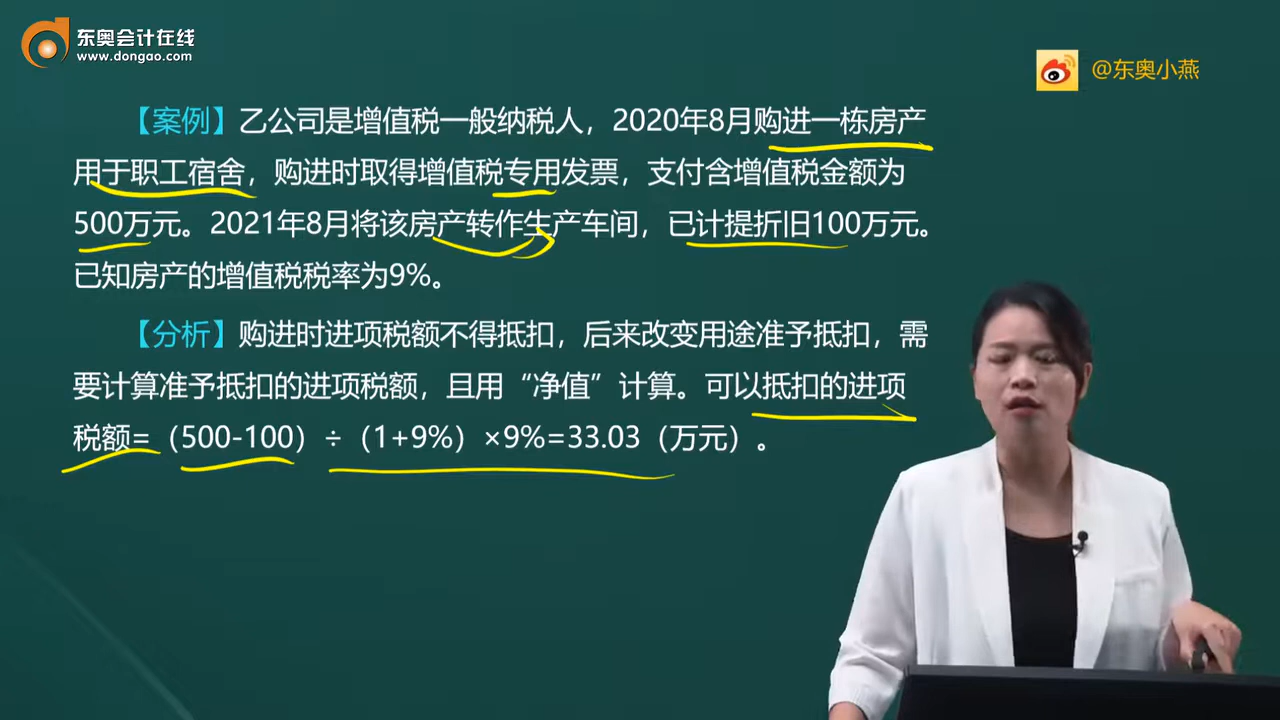 东奥会计在线
www.dongao.com
@东奥小燕
【案例】乙公司是增值税一般纳税人，2020年8月购进一栋房产
用于职工宿舍，购进时取得增值税专用发票，支付含增值税金额为
500万元。2021年8月将该房产转作生产车间，已计提折旧100万元。
已知房产的增值税税率为9%。
【分析】购进时进项税额不得抵扣，后来改变用途准予抵扣，需
要计算准予抵扣的进项税额，且用“净值”计算。可以抵扣的进项
税额=（500-100）÷（1+9%）×9%=33.03（万元）。